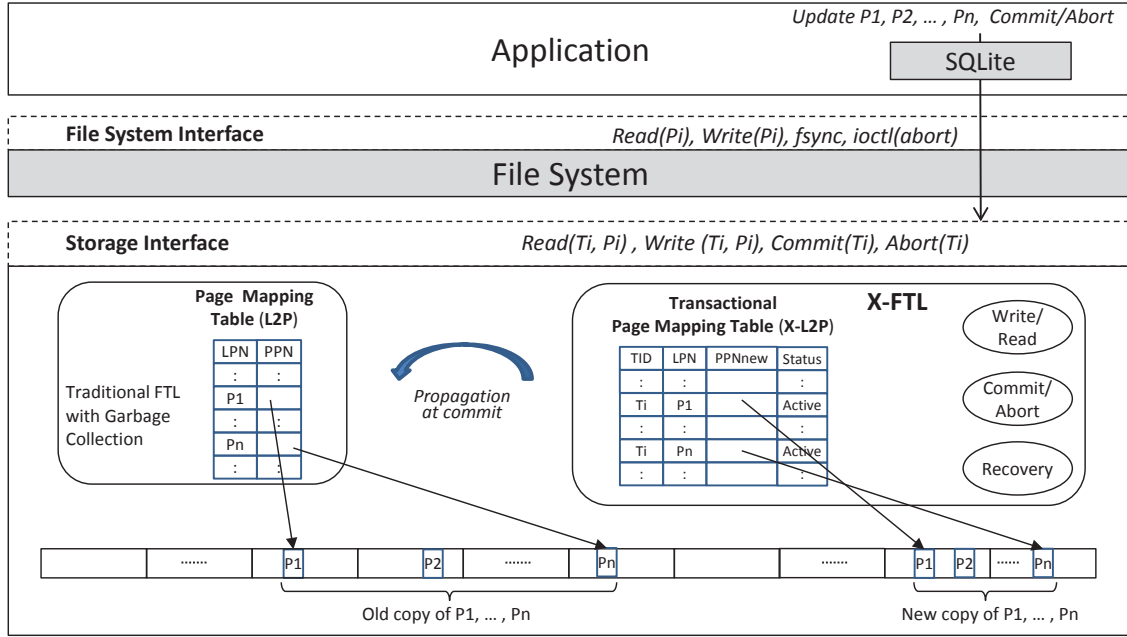 Update P1, P2, … , Pn, Commit/Abort
Application
SQLite
File System Interface
Read(Pi), Write(Pi), fsync, ioctl(abort)
File System
Storage Interface
Read(Ti, Pi) , Write (Ti, Pi), Commit(Ti), Abort(Ti)
Page Mapping
Table (L2P)
LPN PPN
: :
P1
: :
Pn
: :
Traditional FTL
with Garbage
Collection
Propagation
at commit
Transactional
Page Mapping Table (X-L2P)
X-FTL
TID LPN PPNnew Status
: : :
Ti P1 Active
: : :
Ti Pn Active
: : :
Write/
Read
Commit/
Abort
Recovery
....... P1 P2 ....... Pn ....... P1 P2 ...... Pn
Old copy of P1, … , Pn
New copy of P1, … , Pn